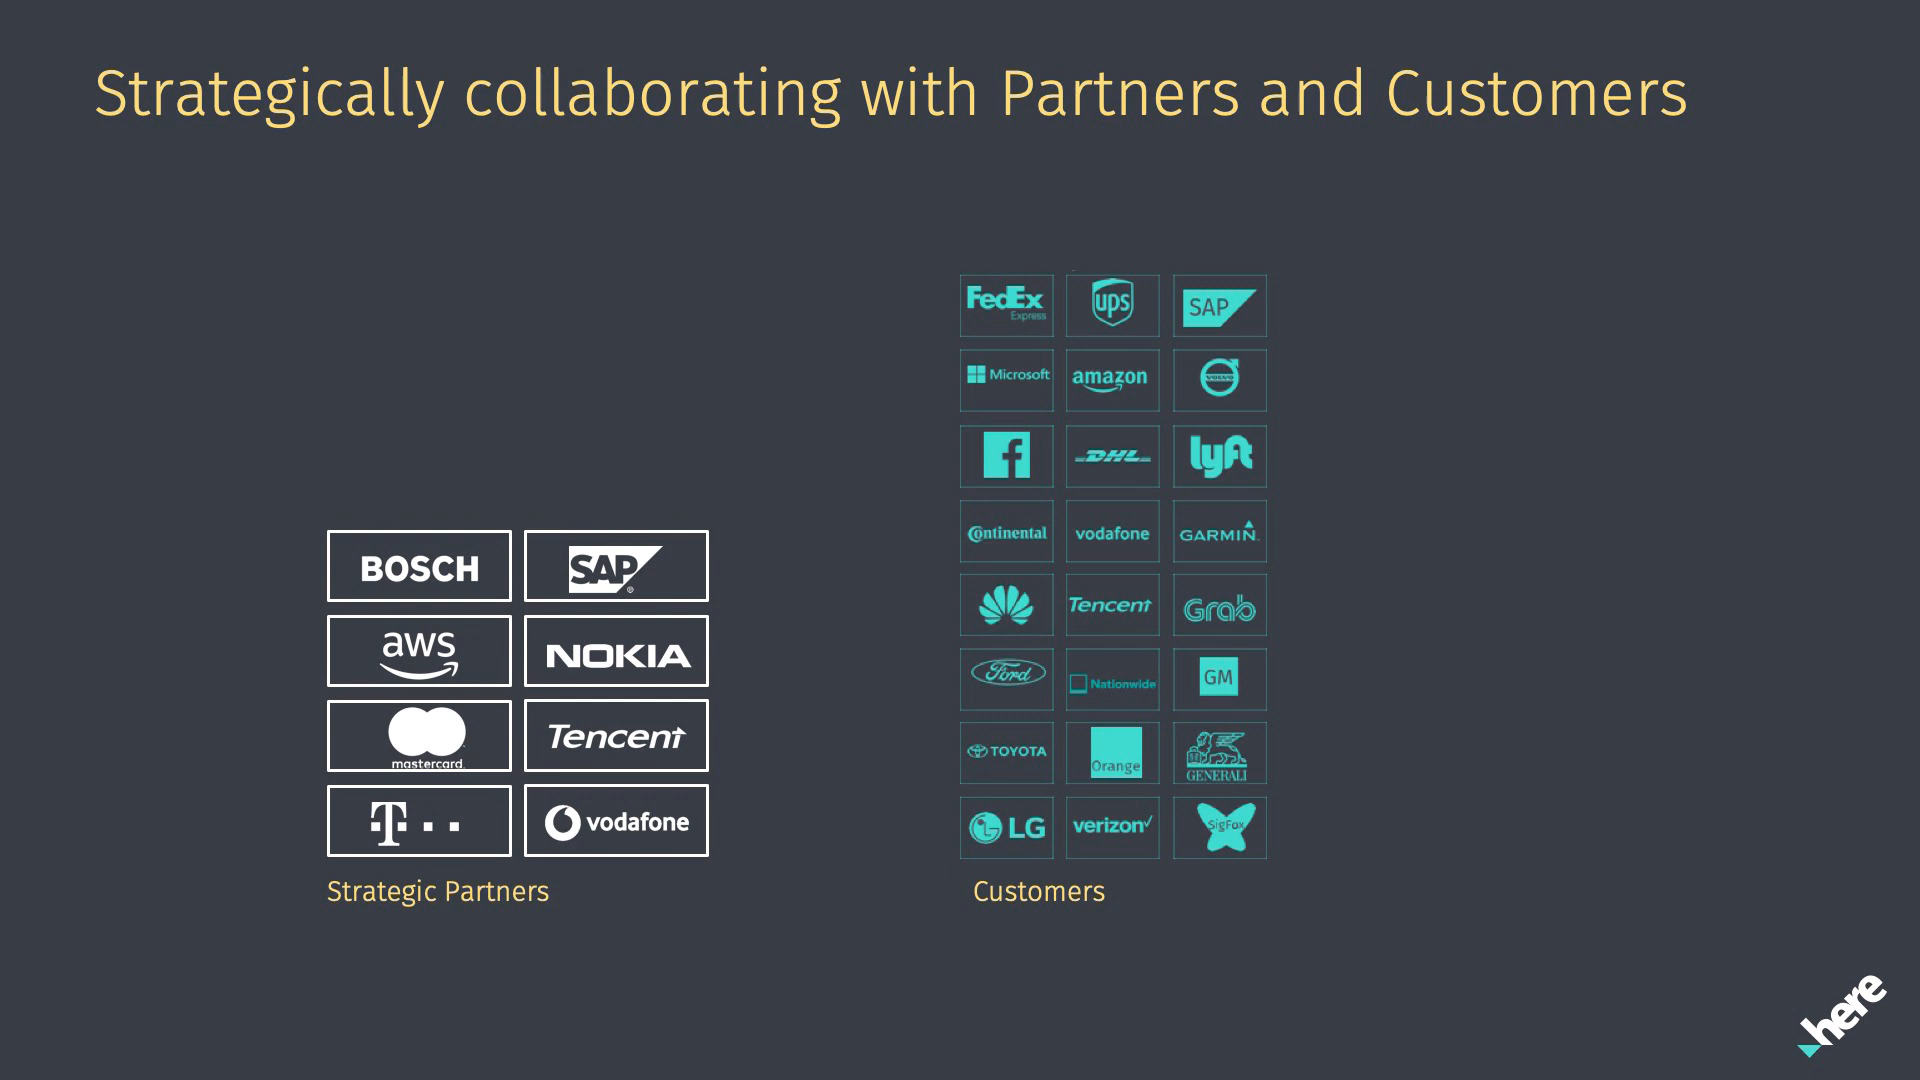 Strategically collaborating with Partners and Customers
BOSCH
SAP
®
aws
NOKIA
mastercard.
Tencent
T··
vodafone
Strategic Partners
FedEx
Express
ups
SAP
Microsoft
amazon
VOLVO
f
DHL
lyft
Continental
vodafone
GARMIN
Tencent
Grab
Ford
Nationwide
GM
TOYOTA
Orange
GENERALI
LG
verizon✓
SigFox
Customers
here